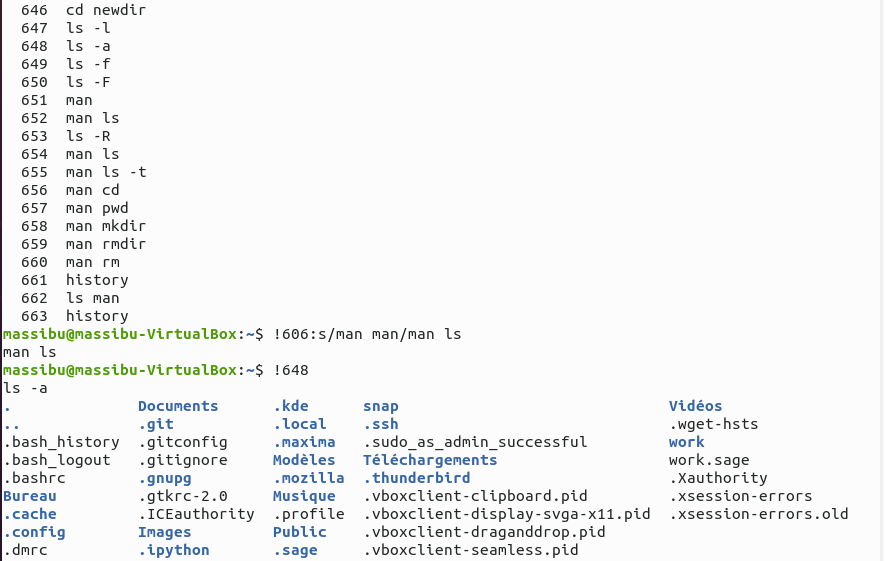 646  cd newdir
647  ls -l
648  ls -a
649  ls -f
650  ls -F
651  man
652  man ls
653  ls -R
654  man ls
655  man ls -t
656  man cd
657  man pwd
658  man mkdir
659  man rmdir
660  man rm
661  history
662  ls man
663  history
massibu@massibu-VirtualBox:~$ !606:s/man man/man ls
man ls
massibu@massibu-VirtualBox:~$ !648
ls -a
.              Documents      .kde      snap                              Vidéos
..             .git           .local    .ssh                              .wget-hsts
.bash_history  .gitconfig     .maxima   .sudo_as_admin_successful         work
.bash_logout   .gitignore     Modèles   Téléchargements                   work.sage
.bashrc        .gnupg         .mozilla  .thunderbird                      .Xauthority
Bureau         .gtkrc-2.0     Musique   .vboxclient-clipboard.pid         .xsession-errors
.cache         .ICEauthority  .profile  .vboxclient-display-svga-x11.pid  .xsession-errors.old
.config        Images         Public    .vboxclient-draganddrop.pid
.dmrc          .ipython       .sage     .vboxclient-seamless.pid